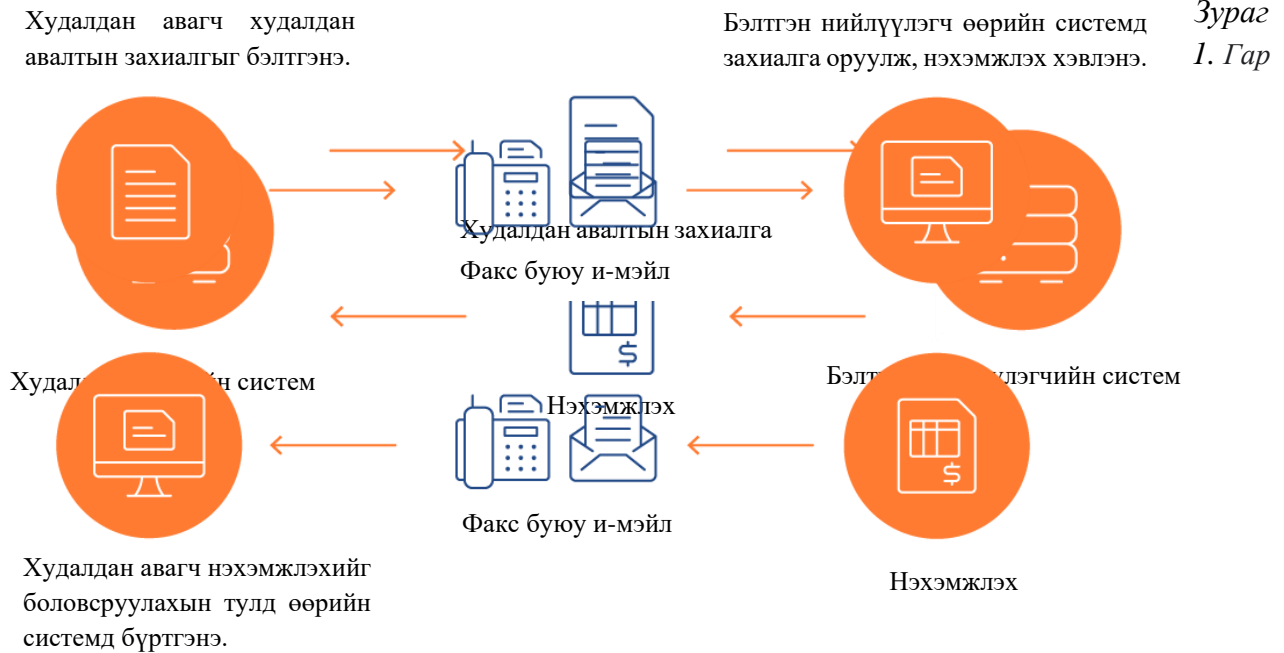 Худалдан авагч худалдан
авалтын захиалгыг бэлтгэнэ.
Бэлтгэн нийлүүлэгч өөрийн системд
захиалга оруулж, нэхэмжлэх хэвлэнэ.
Зураг
1. Гар
Худалдан авалтын захиалга
Факс буюу и-мэйл
систем
систем
Нэхэмжлэх
Факс буюу и-мэйл
Худалдан авагч нэхэмжлэхийг
боловсруулахын тулд өөрийн
системд бүртгэнэ.
Нэхэмжлэх